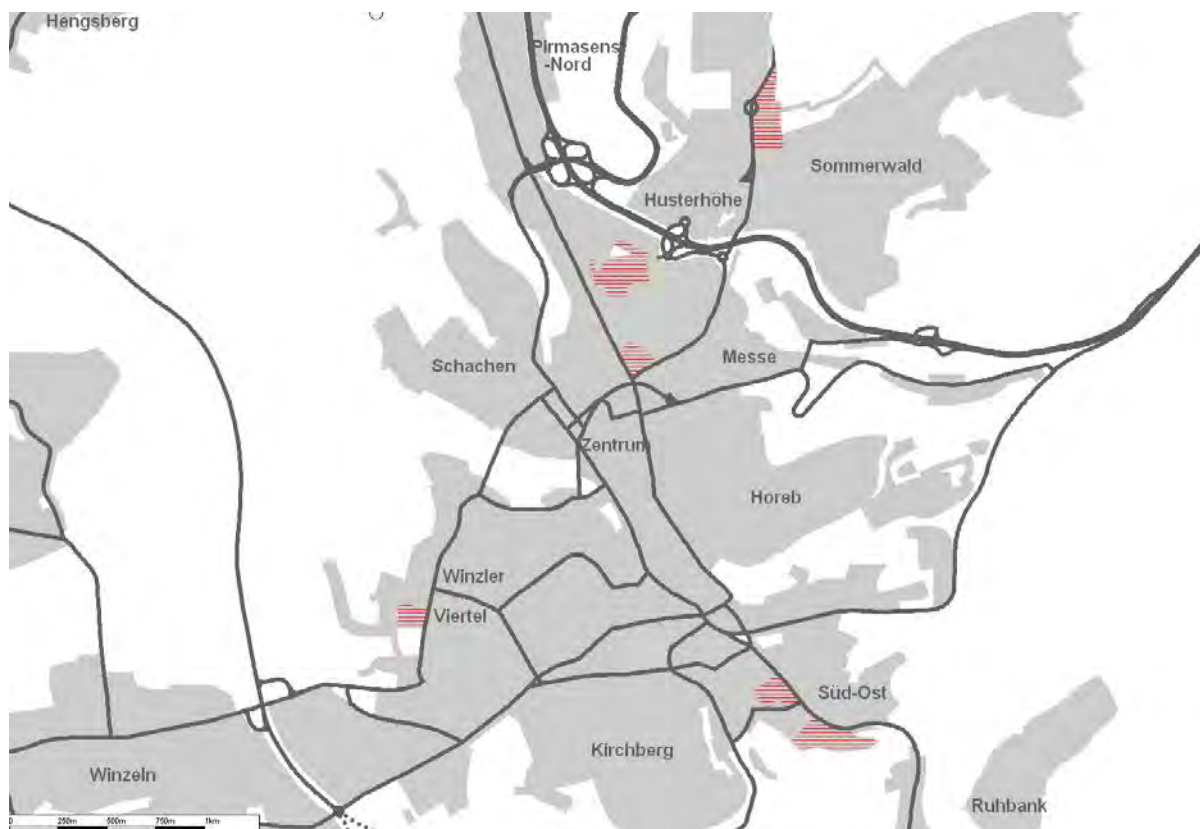 Hengsberg
Pirmasens
-Nord
Sommerwald
Husterhöhe
Messe
Schachen
Zentrum
Horeb
Winzler
Viertel
Süd-Ost
Kirchberg
Winzeln
Ruhbank
0 250m 500m 750m 1km